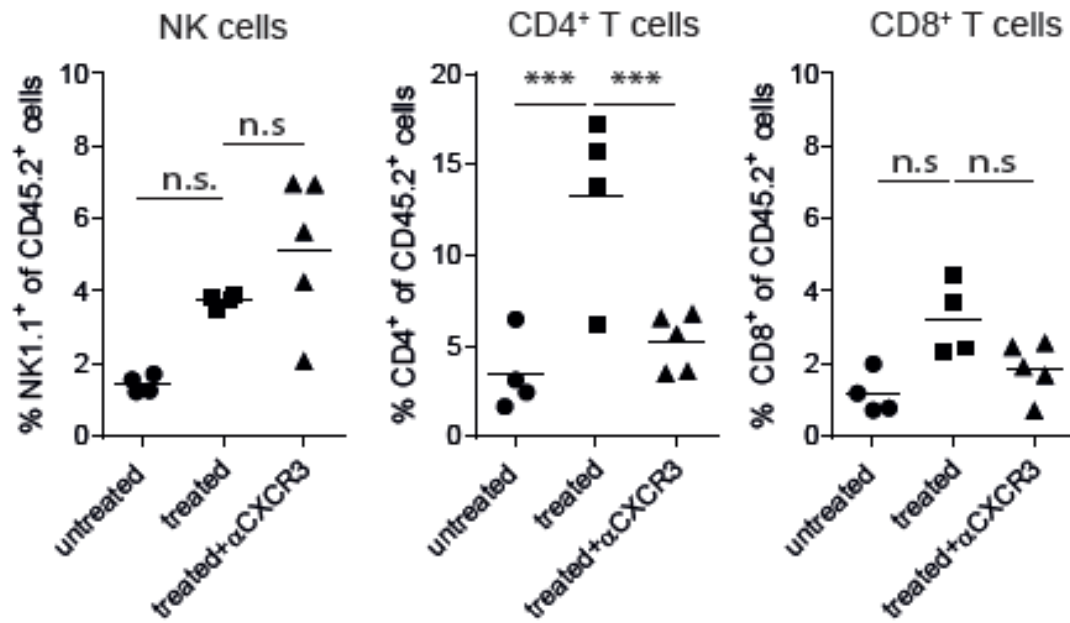 NK cells
% NK1.1⁺ of CD45.2⁺ cells
10
8
6
4
2
0
n.s.
n.s
untreated
treated
treated+αCXCR3
CD4⁺ T cells
% CD4⁺ of CD45.2⁺ cells
20
15
10
5
0
***
***
untreated
treated
treated+αCXCR3
CD8⁺ T cells
% CD8⁺ of CD45.2⁺ cells
10
8
6
4
2
0
n.s
n.s
untreated
treated
treated+αCXCR3